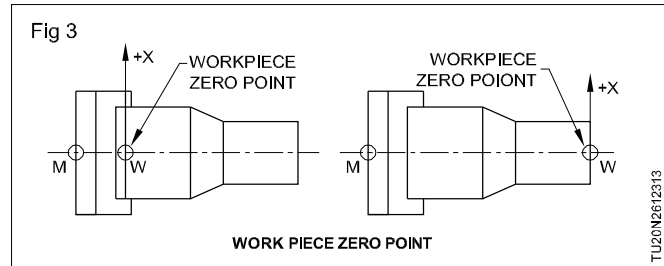 Fig 3
+X
WORKPIECE
ZERO POINT
M
W
WORKPIECE
ZERO POIONT
+X
M
W
WORK PIECE ZERO POINT
TU20N2612313